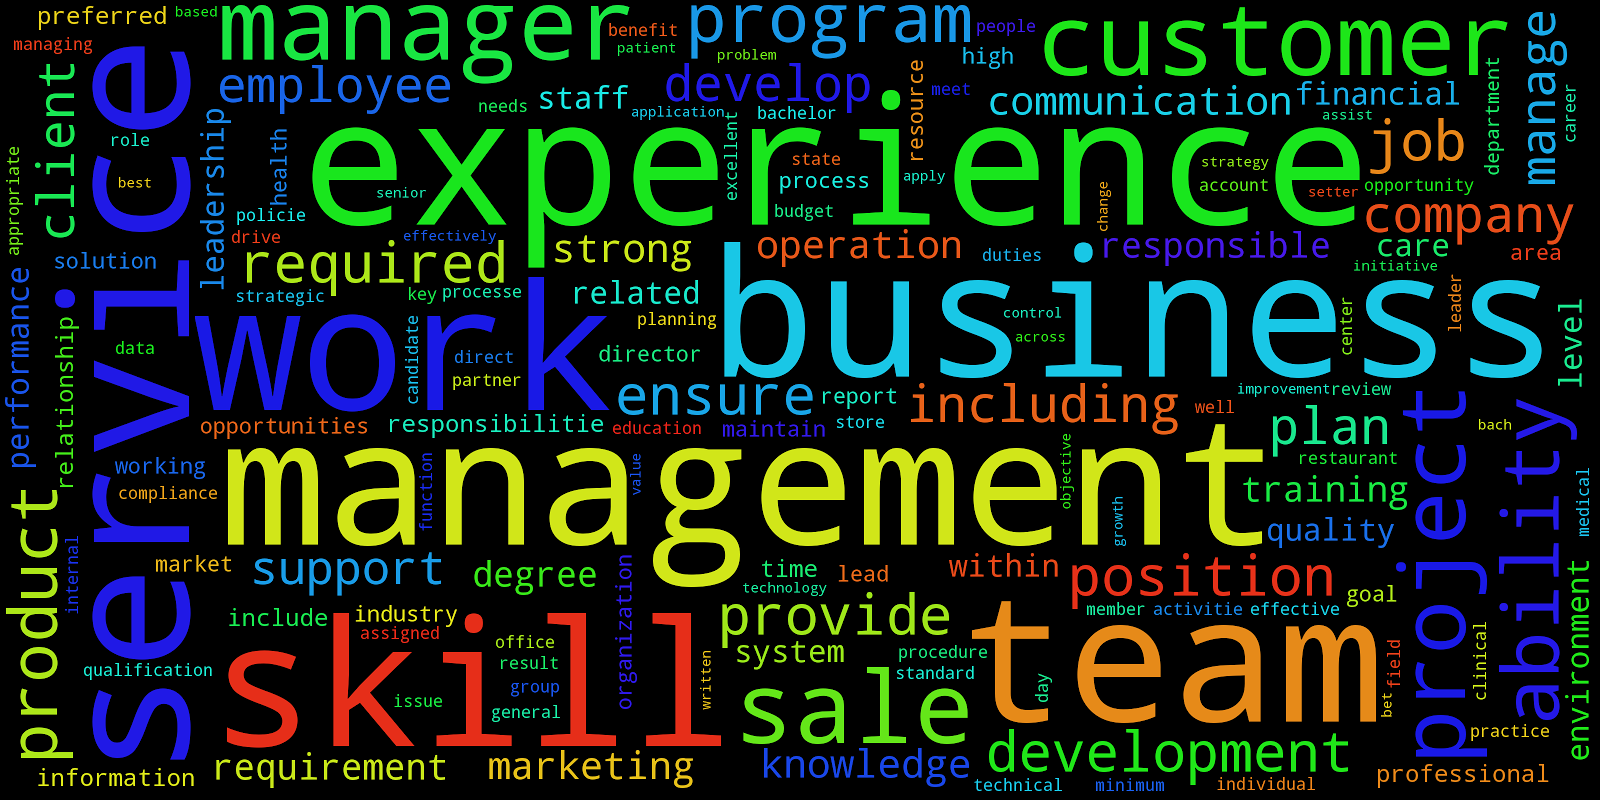 preferred
based
manager
benefit
patient
program
people
problem
high
customer
manage
managing
client
service
employee
needs
staff
develop
application
bachelor
resource
meet
communication
financial
assist
department
career
job
role
best
leadership
health
experience
senior
excellent
state
process
apply
budget
strategy
account
setter
opportunity
change
company
appropriate
policie
drive
effectively
solution
required
strong
operation
duties
responsible
care
initiative
area
strategic
key
processe
related
planning
business
control
across
center
leader
level
performance
relationship
data
work
candidate
direct
partner
director
ensure
report
store
including
well
improvement
review
plan
restaurant
project
ability
bach
opportunities
responsibilitie
education
maintain
working
compliance
management
function
value
objective
growth
training
quality
medical
product
internal
market
support
degree
organization
time
technology
lead
within
position
member
activitie
effective
goal
environment
include
industry
assigned
office
result
group
general
issue
skill
written
provide
system
sale
procedure
standard
team
day
bet
field
clinical
practice
qualification
information
requirement
marketing
knowledge
development
technical
minimum
individual
professional